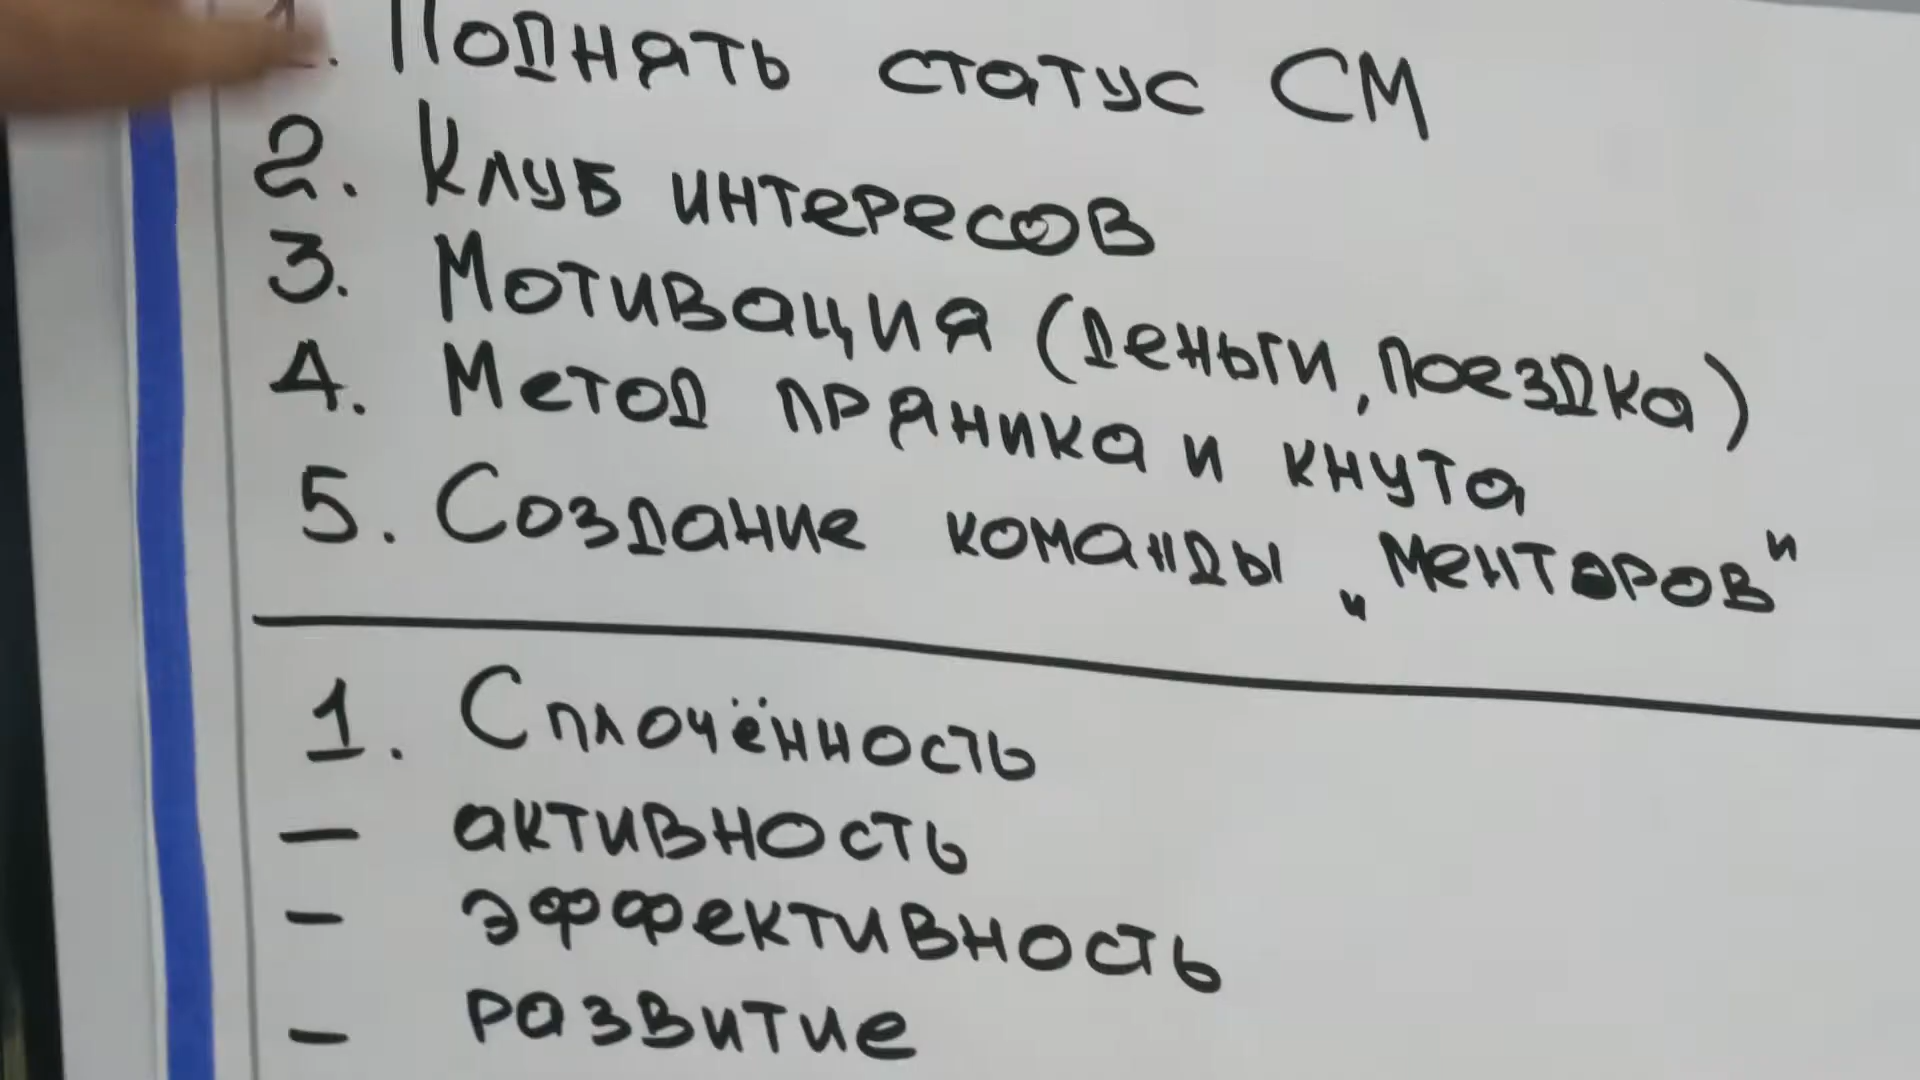 1. Поднять статус СМ
2. Клуб интересов
3. Мотивация (деньги, поездка)
4. Метод пряника и кнута
5. Создание команды „менторов"
1. Сплочённость
— активность
— эффективность
— развитие